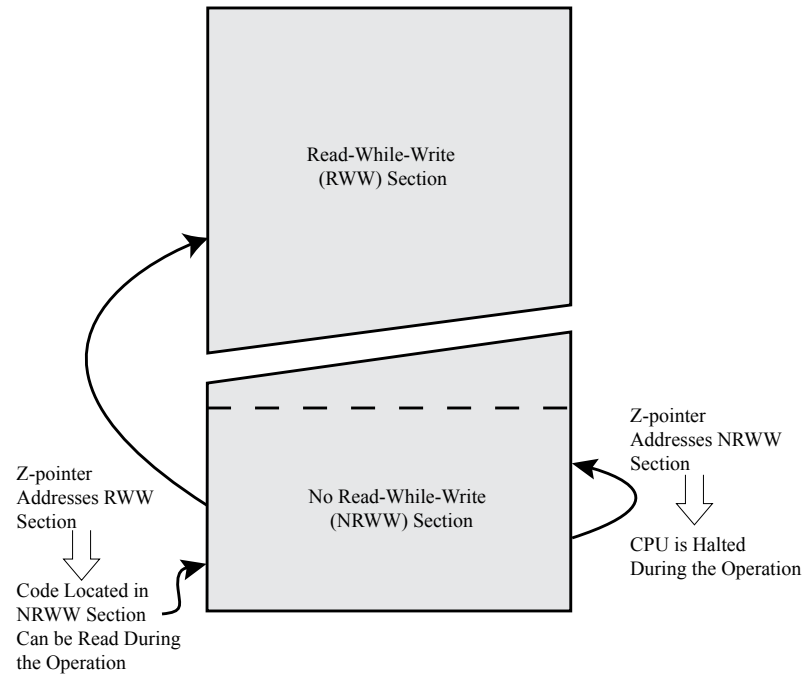 Read-While-Write
(RWW) Section
Z-pointer
Addresses NRWW
Section
Z-pointer
Addresses RWW
Section
No Read-While-Write
(NRWW) Section
CPU is Halted
During the Operation
Code Located in
NRWW Section
Can be Read During
the Operation